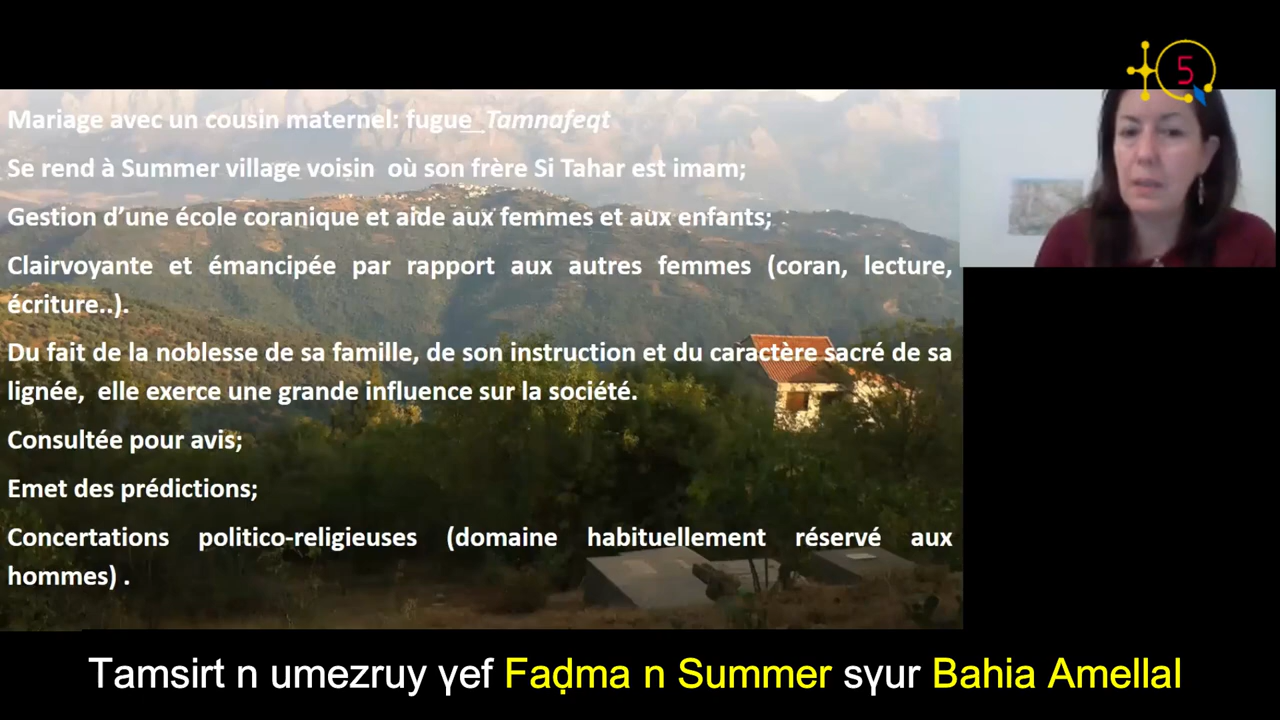 5
Mariage avec un cousin maternel: fugue_Tamnafeqt
Se rend à Summer village voisin où son frère Si Tahar est imam;
Gestion d’une école coranique et aide aux femmes et aux enfants;
Clairvoyante et émancipée par rapport aux autres femmes (coran, lecture,
écriture..).
Du fait de la noblesse de sa famille, de son instruction et du caractère sacré de sa
lignée, elle exerce une grande influence sur la société.
Consultée pour avis;
Emet des prédictions;
Concertations politico-religieuses (domaine habituellement réservé aux
hommes) .
Tamsirt n umezruy γef Faḍma n Summer sγur Bahia Amellal